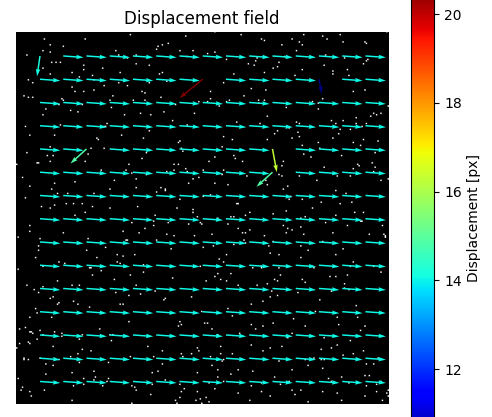 Displacement field
20
18
16
14
12
Displacement [px]